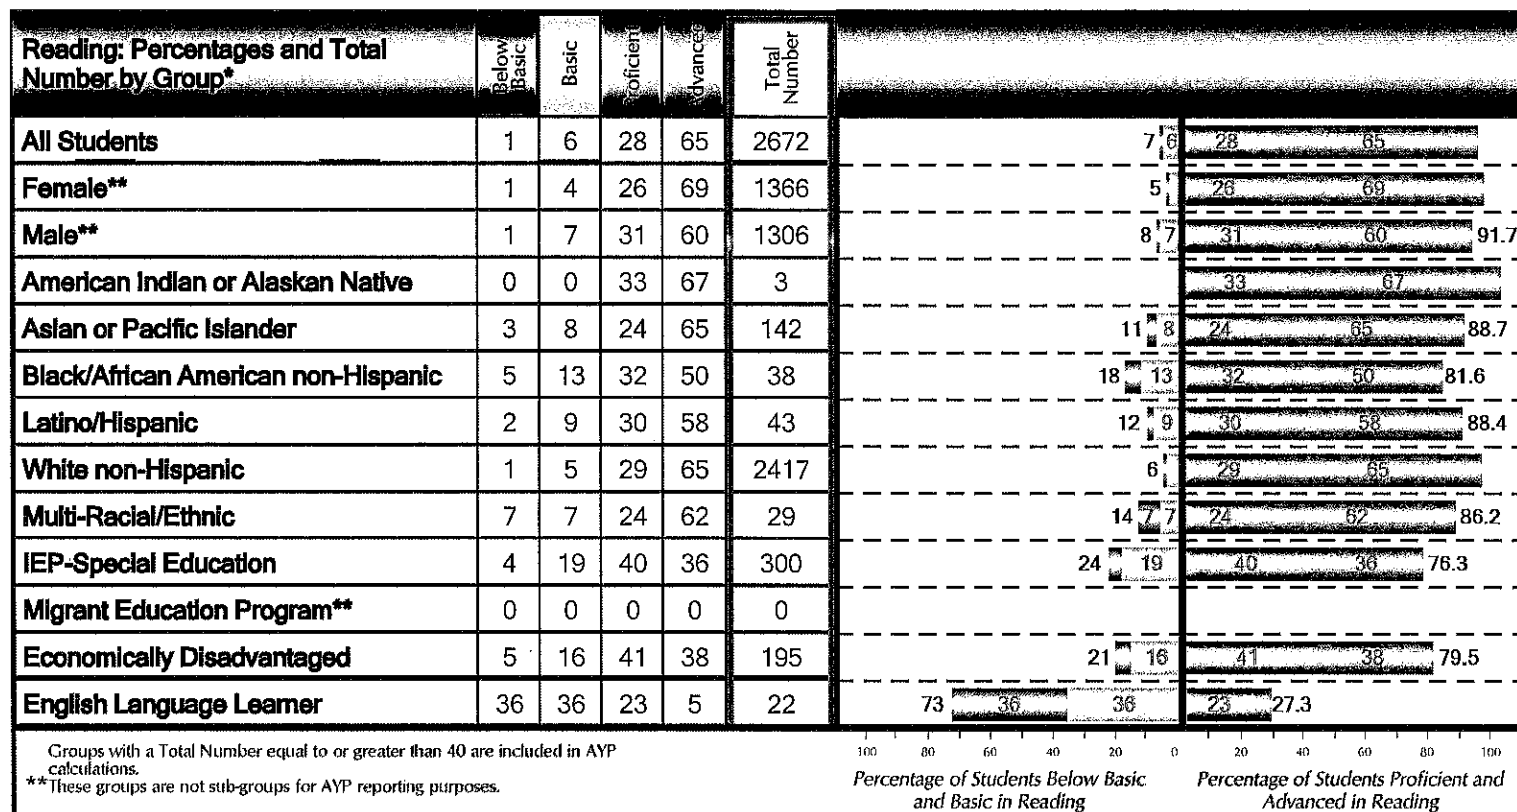 Reading: Percentages and Total
Number by Group*
Below
Basic
Basic
Proficient
Advanced
Total
Number
All Students 1 6 28 65 2672 7 6 28 65
Female** 1 4 26 69 1366 5 26 69
Male** 1 7 31 60 1306 8 7 31 60 91.7
American Indian or Alaskan Native 0 0 33 67 3 33 67
Asian or Pacific Islander 3 8 24 65 142 11 8 24 65 88.7
Black/African American non-Hispanic 5 13 32 50 38 18 13 32 50 81.6
Latino/Hispanic 2 9 30 58 43 12 9 30 58 88.4
White non-Hispanic 1 5 29 65 2417 6 29 65
Multi-Racial/Ethnic 7 7 24 62 29 14 7 7 24 62 86.2
IEP-Special Education 4 19 40 36 300 24 19 40 36 76.3
Migrant Education Program** 0 0 0 0 0
Economically Disadvantaged 5 16 41 38 195 21 16 41 38 79.5
English Language Learner 36 36 23 5 22 73 36 36 23 27.3
100 80 60 40 20 0 20 40 60 80 100
Groups with a Total Number equal to or greater than 40 are included in AYP
calculations.
**These groups are not sub-groups for AYP reporting purposes.
Percentage of Students Below Basic
and Basic in Reading
Percentage of Students Proficient and
Advanced in Reading